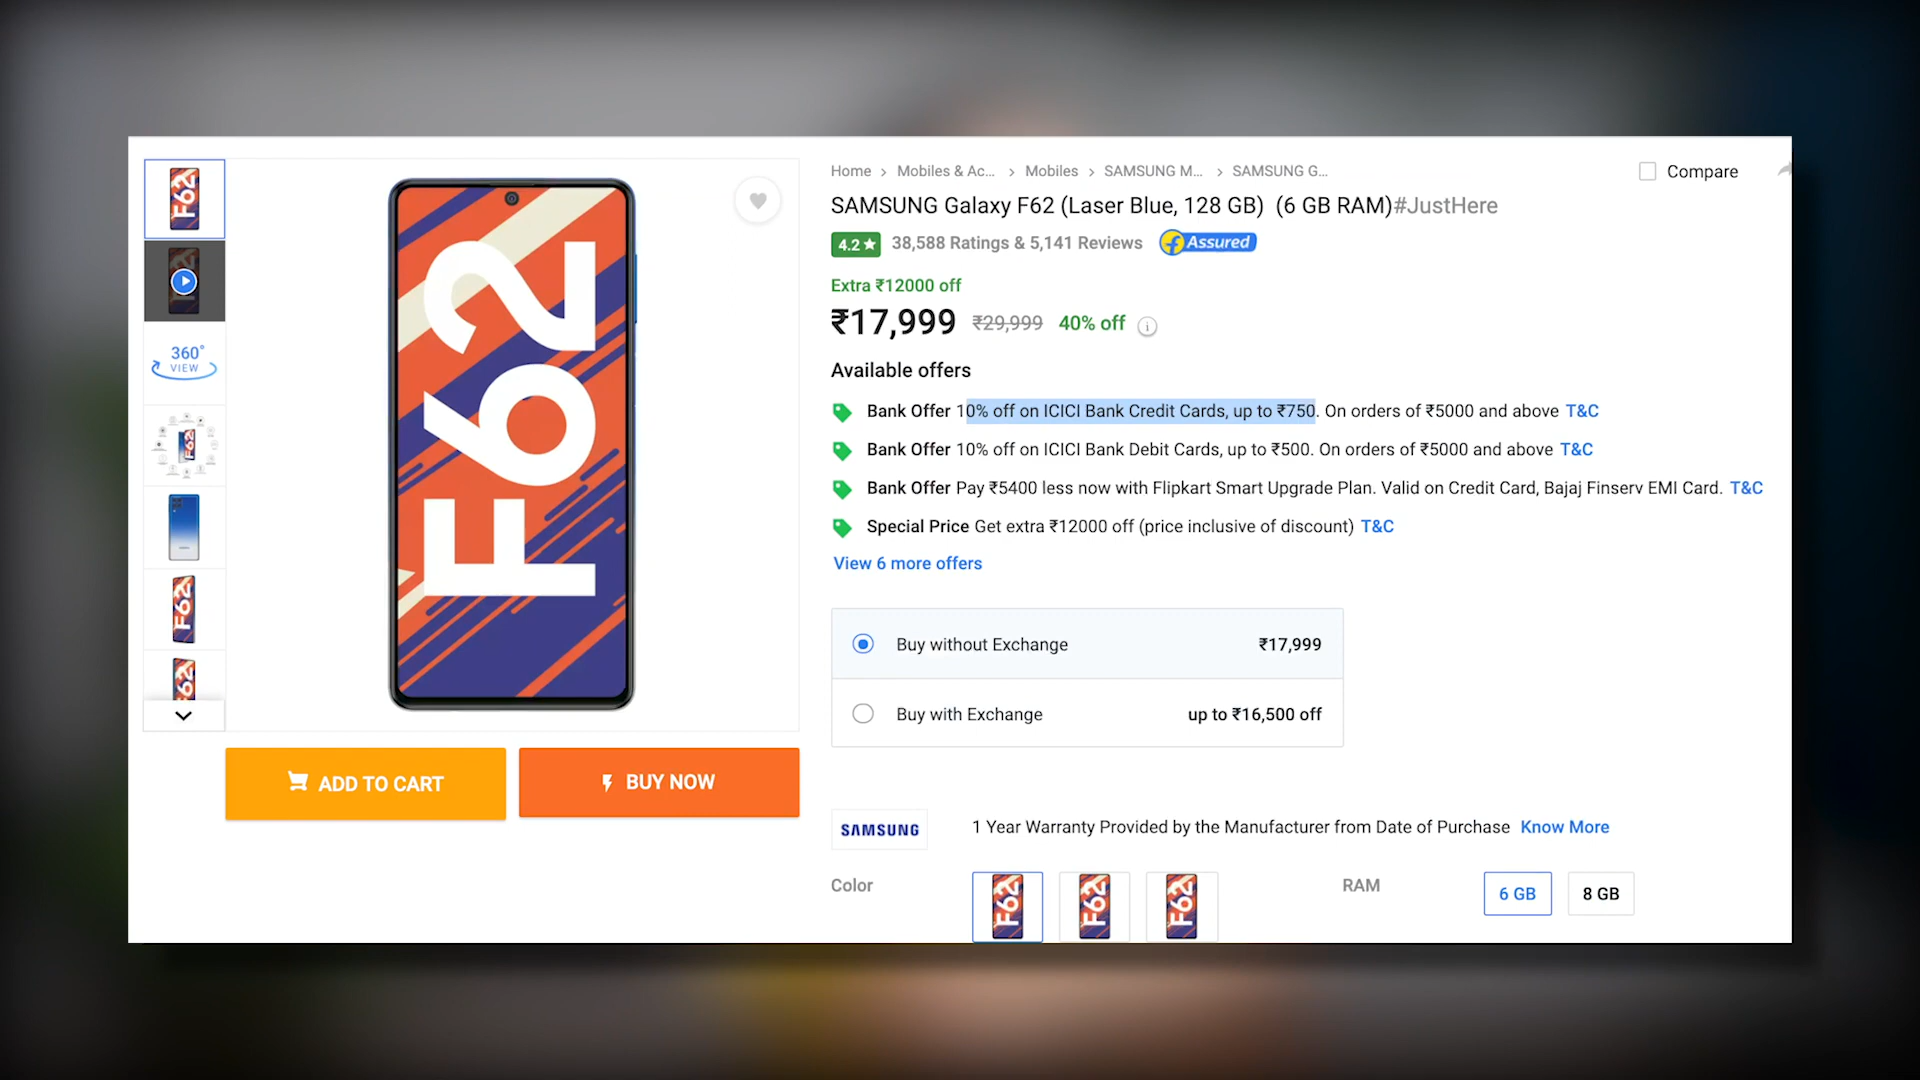 Home > Mobiles & Ac... > Mobiles > SAMSUNG M... > SAMSUNG G...
Compare
SAMSUNG Galaxy F62 (Laser Blue, 128 GB) (6 GB RAM)#JustHere
4.2★ 38,588 Ratings & 5,141 Reviews Assured
Extra ₹12000 off
₹17,999 ₹29,999 40% off
Available offers
Bank Offer 10% off on ICICI Bank Credit Cards, up to ₹750. On orders of ₹5000 and above T&C
Bank Offer 10% off on ICICI Bank Debit Cards, up to ₹500. On orders of ₹5000 and above T&C
Bank Offer Pay ₹5400 less now with Flipkart Smart Upgrade Plan. Valid on Credit Card, Bajaj Finserv EMI Card. T&C
Special Price Get extra ₹12000 off (price inclusive of discount) T&C
View 6 more offers
Buy without Exchange ₹17,999
Buy with Exchange up to ₹16,500 off
SAMSUNG 1 Year Warranty Provided by the Manufacturer from Date of Purchase Know More
Color
F62
F62
F62
RAM 6 GB 8 GB
F62
360°
VIEW
F62
F62
F62
F62
ADD TO CART
BUY NOW